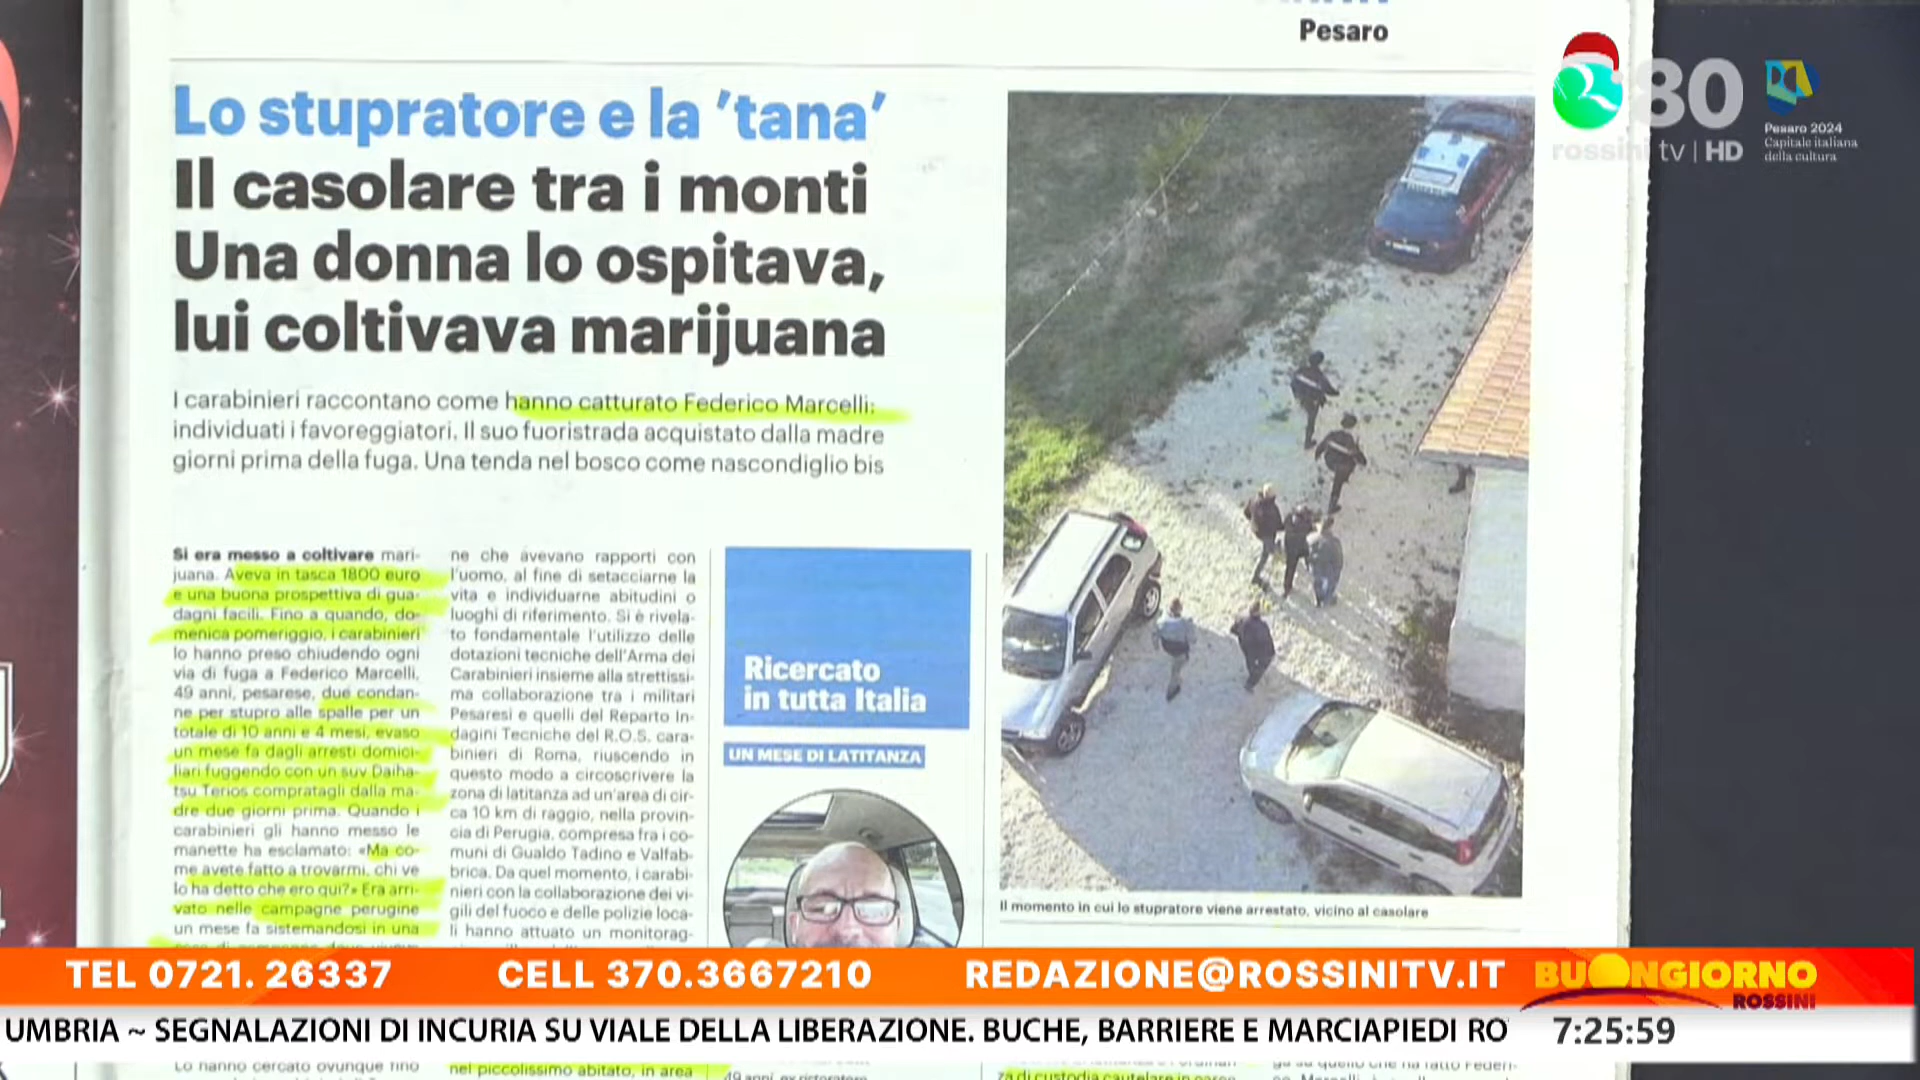 Pesaro
80
rossini tv | HD
Pesaro 2024
Capitale italiana
della cultura
Lo stupratore e la 'tana'
Il casolare tra i monti
Una donna lo ospitava,
lui coltivava marijuana
I carabinieri raccontano come hanno catturato Federico Marcelli:
individuati i favoreggiatori. Il suo fuoristrada acquistato dalla madre
giorni prima della fuga. Una tenda nel bosco come nascondiglio bis
Si era messo a coltivare mari-
juana. Aveva in tasca 1800 euro
e una buona prospettiva di gua-
dagni facili. Fino a quando, do-
menica pomeriggio, i carabinieri
lo hanno preso chiudendo ogni
via di fuga a Federico Marcelli,
49 anni, pesarese, due condan-
ne per stupro alle spalle per un
totale di 10 anni e 4 mesi, evaso
un mese fa dagli arresti domici-
liari fuggendo con un suv Daiha-
tsu Terios compratagli dalla ma-
dre due giorni prima. Quando i
carabinieri gli hanno messo le
manette ha esclamato: «Ma co-
me avete fatto a trovarmi, chi ve
lo ha detto che ero qui?» Era arri-
vato nelle campagne perugine
un mese fa sistemandosi in una
ne che avevano rapporti con
l'uomo, al fine di setacciarne la
vita e individuarne abitudini o
luoghi di riferimento. Si è rivela-
to fondamentale l'utilizzo delle
dotazioni tecniche dell'Arma dei
Carabinieri insieme alla strettissi-
ma collaborazione tra i militari
Pesaresi e quelli del Reparto In-
dagini Tecniche del R.O.S. cara-
binieri di Roma, riuscendo in
questo modo a circoscrivere la
zona di latitanza ad un'area di cir-
ca 10 km di raggio, nella provin-
cia di Perugia, compresa fra i co-
muni di Gualdo Tadino e Valfab-
brica. Da quel momento, i carabi-
nieri con la collaborazione dei vi-
gili del fuoco e delle polizie loca-
li hanno attuato un monitorag-
Ricercato
in tutta Italia
UN MESE DI LATITANZA
Il momento in cui lo stupratore viene arrestato, vicino al casolare
TEL 0721. 26337 CELL 370.3667210 REDAZIONE@ROSSINITV.IT
BUONGIORNO
ROSSINI
UMBRIA ~ SEGNALAZIONI DI INCURIA SU VIALE DELLA LIBERAZIONE. BUCHE, BARRIERE E MARCIAPIEDI RO
7:25:59
Lo hanno cercato ovunque fino
nel piccolissimo abitato, in area